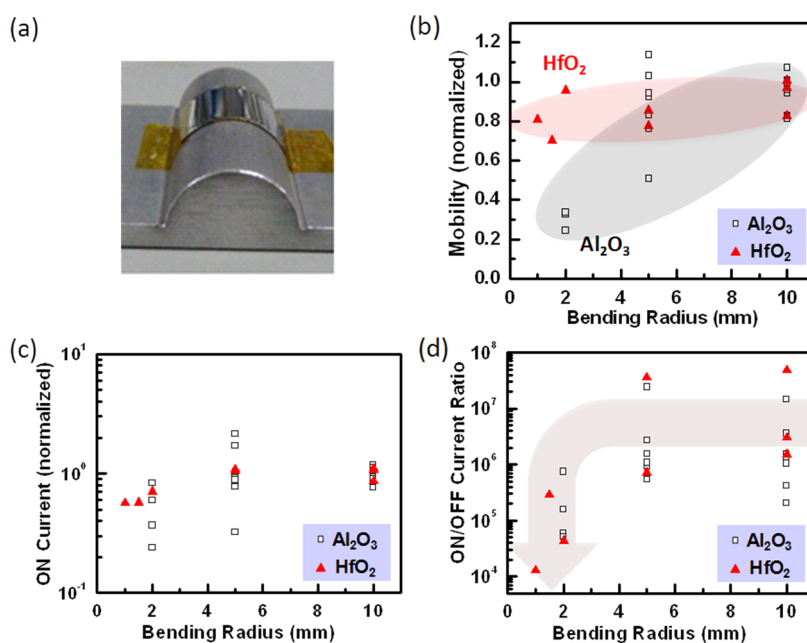 (a)
(b)
Mobility (normalized)
1.2
1.0
0.8
0.6
0.4
0.2
0.0
HfO₂
Al₂O₃
Al₂O₃
HfO₂
0 2 4 6 8 10
Bending Radius (mm)
(c)
ON Current (normalized)
10¹
10⁰
10⁻¹
Al₂O₃
HfO₂
0 2 4 6 8 10
Bending Radius (mm)
(d)
ON/OFF Current Ratio
10⁸
10⁷
10⁶
10⁵
10⁴
Al₂O₃
HfO₂
0 2 4 6 8 10
Bending Radius (mm)